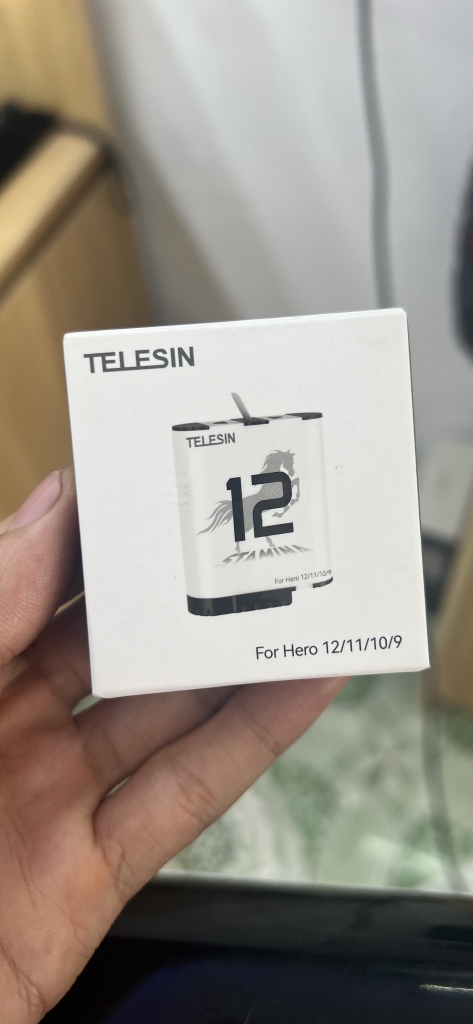 TELESIN
TELESIN
12
STAMINA
For Hero 12/11/10/9
For Hero 12/11/10/9